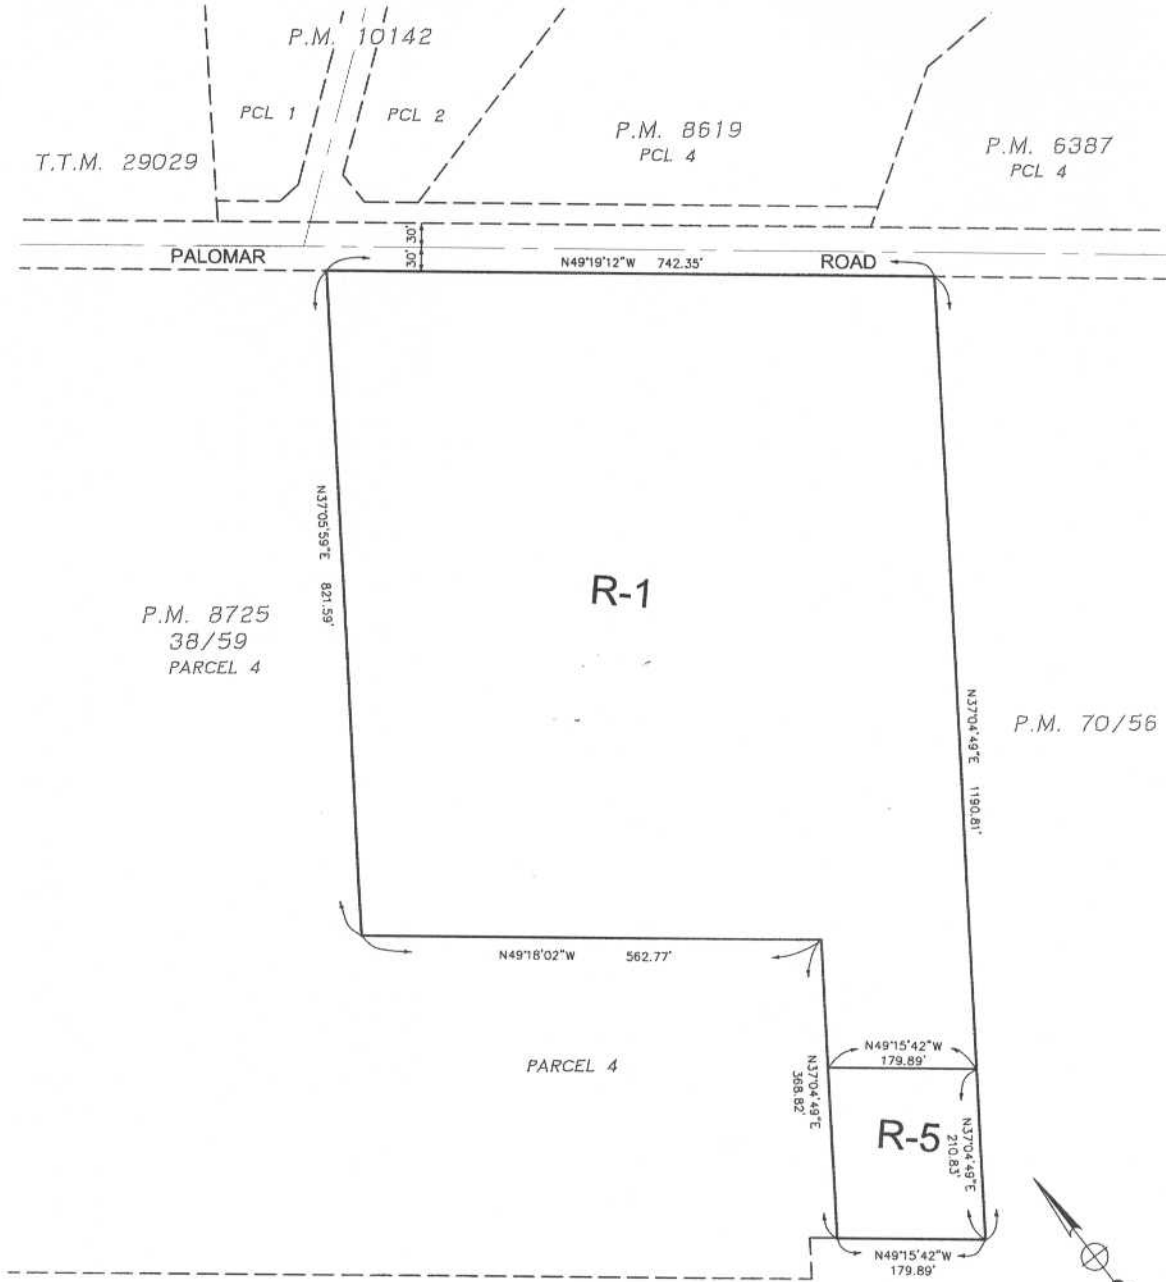 P.M. 10142
PCL 1
PCL 2
P.M. 8619
PCL 4
P.M. 6387
PCL 4
T.T.M. 29029
30'
30'
PALOMAR
N49°19'12"W 742.35'
ROAD
N37°05'59"E 821.59'
R-1
P.M. 8725
38/59
PARCEL 4
N37°04'49"E 1190.81'
P.M. 70/56
N49°18'02"W 562.77'
PARCEL 4
N49°15'42"W
179.89'
N37°04'49"E
368.82'
R-5
N37°04'49"E
210.83'
N49°15'42"W
179.89'